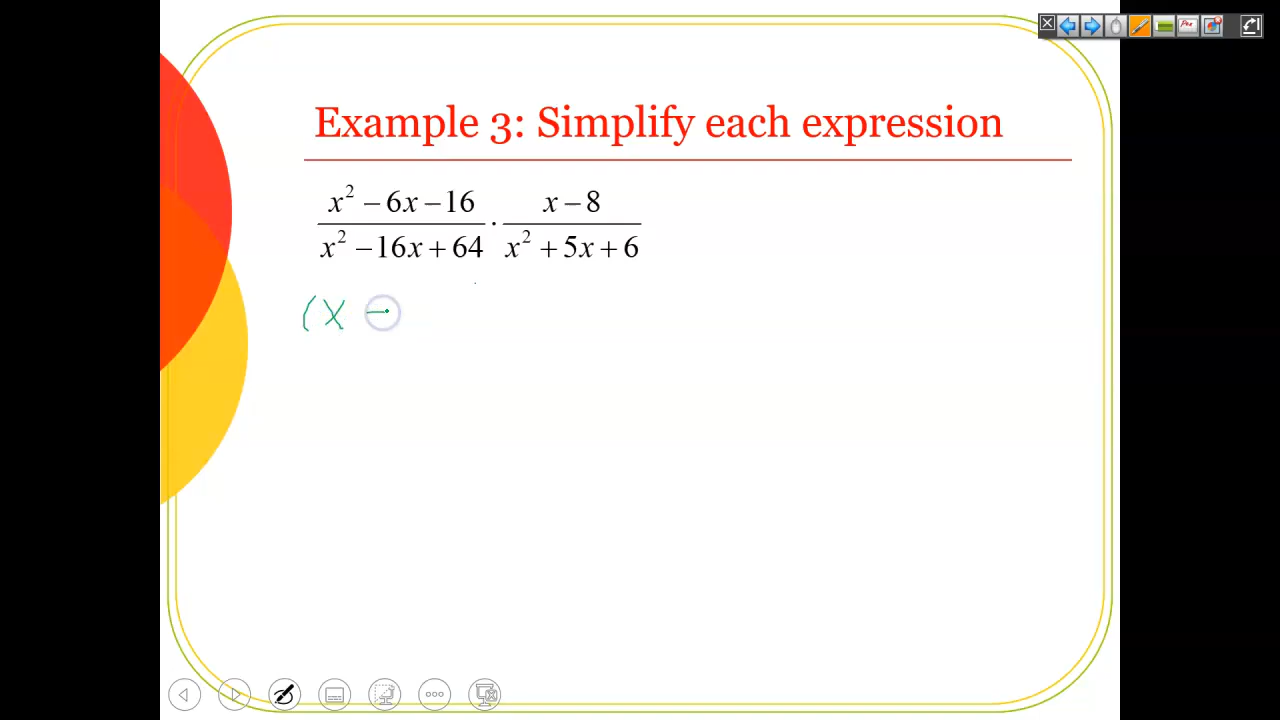 Example 3: Simplify each expression
x² − 6x − 16   x − 8
x² − 16x + 64 · x² + 5x + 6
(x −